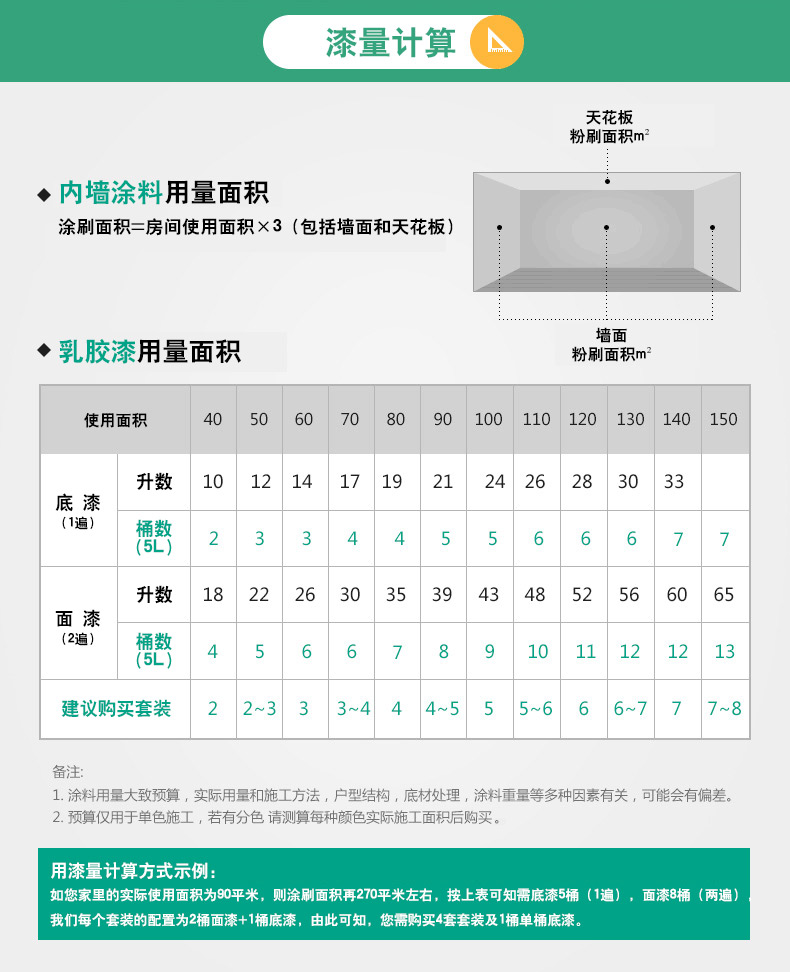 漆量计算
天花板
粉刷面积m²
内墙涂料用量面积
涂刷面积=房间使用面积×3（包括墙面和天花板）
墙面
粉刷面积m²
乳胶漆用量面积
使用面积 40 50 60 70 80 90 100 110 120 130 140 150
底 漆
（1遍）
升数 10 12 14 17 19 21 24 26 28 30 33
桶数
(5L) 2 3 3 4 4 5 5 6 6 6 7 7
面 漆
（2遍）
升数 18 22 26 30 35 39 43 48 52 56 60 65
桶数
(5L) 4 5 6 6 7 8 9 10 11 12 12 13
建议购买套装 2 2~3 3 3~4 4 4~5 5 5~6 6 6~7 7 7~8
备注:
1. 涂料用量大致预算，实际用量和施工方法，户型结构，底材处理，涂料重量等多种因素有关，可能会有偏差。
2. 预算仅用于单色施工，若有分色 请测算每种颜色实际施工面积后购买。
用漆量计算方式示例：
如您家里的实际使用面积为90平米，则涂刷面积再270平米左右，按上表可知需底漆5桶（1遍），面漆8桶（两遍），
我们每个套装的配置为2桶面漆+1桶底漆，由此可知，您需购买4套套装及1桶单桶底漆。